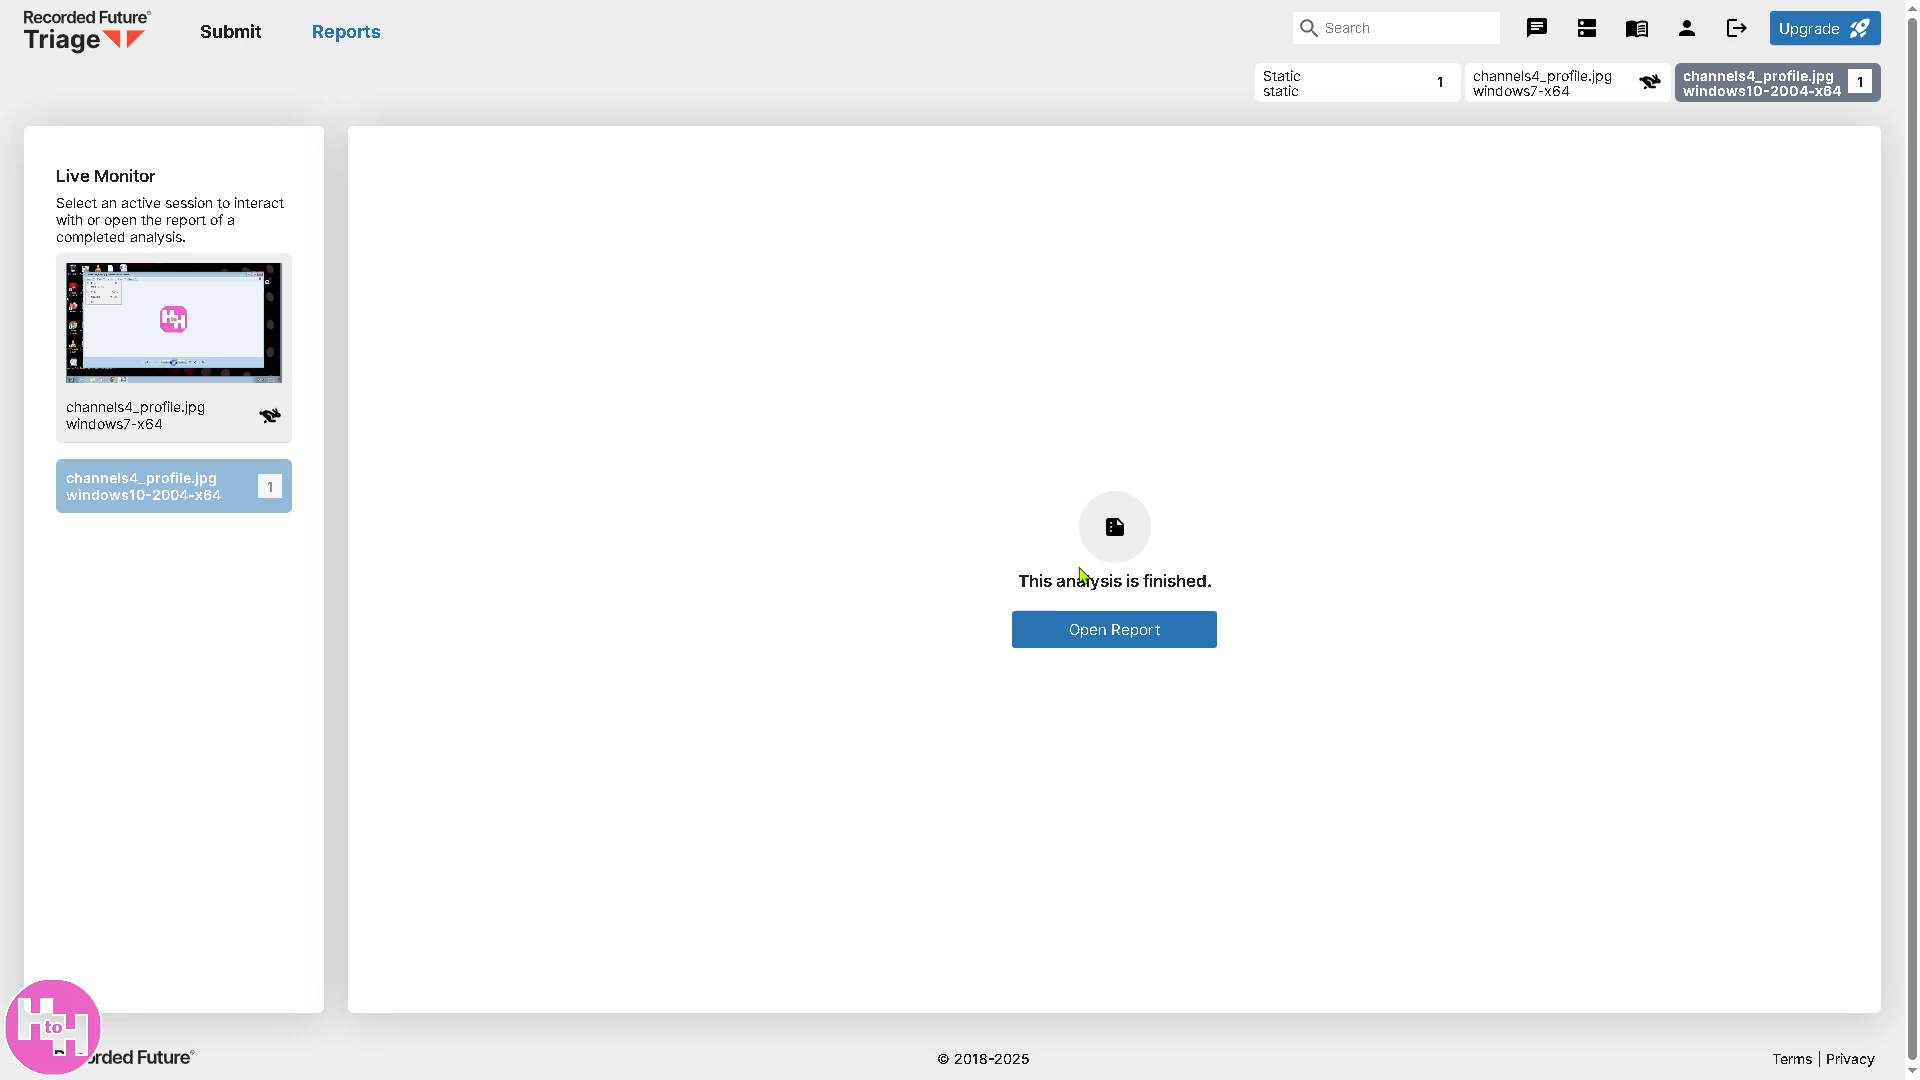 Recorded Future®
Triage
Submit
Reports
Search
Upgrade
Static
static
1
channels4_profile.jpg
windows7-x64
channels4_profile.jpg
windows10-2004-x64
1
Live Monitor
Select an active session to interact
with or open the report of a
completed analysis.
HtoH
channels4_profile.jpg
windows7-x64
channels4_profile.jpg
windows10-2004-x64
1
This analysis is finished.
Open Report
H to H
Recorded Future®
© 2018-2025
Terms | Privacy